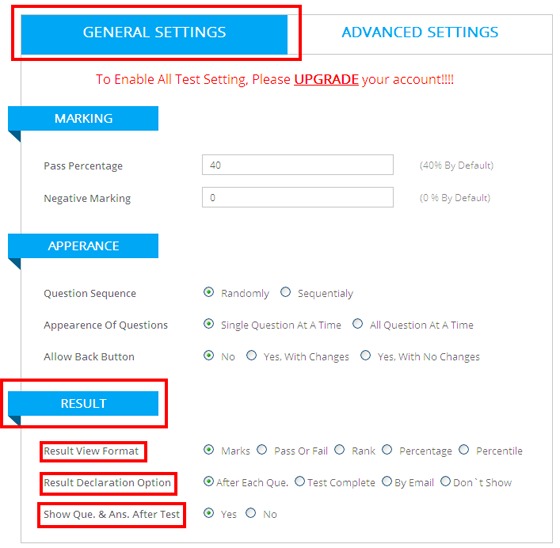 GENERAL SETTINGS ADVANCED SETTINGS
To Enable All Test Setting, Please UPGRADE your account!!!!
MARKING
Pass Percentage 40 (40% By Default)
Negative Marking 0 (0 % By Default)
APPERANCE
Question Sequence Randomly Sequentialy
Appearence Of Questions Single Question At A Time All Question At A Time
Allow Back Button No Yes, With Changes Yes, With No Changes
RESULT
Result View Format Marks Pass Or Fail Rank Percentage Percentile
Result Declaration Option After Each Que. Test Complete By Email Don`t Show
Show Que. & Ans. After Test Yes No